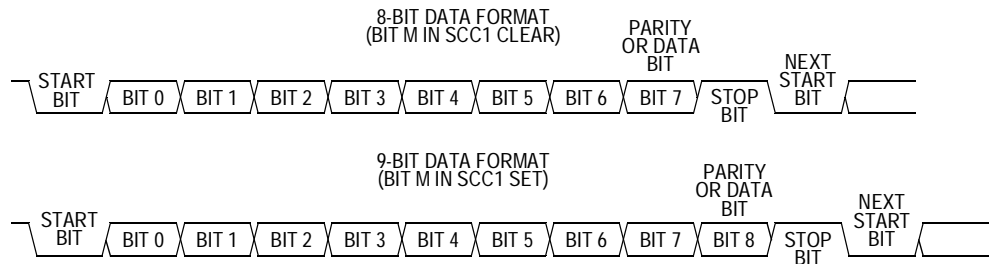 8-BIT DATA FORMAT
(BIT M IN SCC1 CLEAR)
PARITY
OR DATA
BIT
START
BIT
BIT 0
BIT 1
BIT 2
BIT 3
BIT 4
BIT 5
BIT 6
BIT 7
STOP
BIT
NEXT
START
BIT
9-BIT DATA FORMAT
(BIT M IN SCC1 SET)
PARITY
OR DATA
BIT
START
BIT
BIT 0
BIT 1
BIT 2
BIT 3
BIT 4
BIT 5
BIT 6
BIT 7
BIT 8
STOP
BIT
NEXT
START
BIT